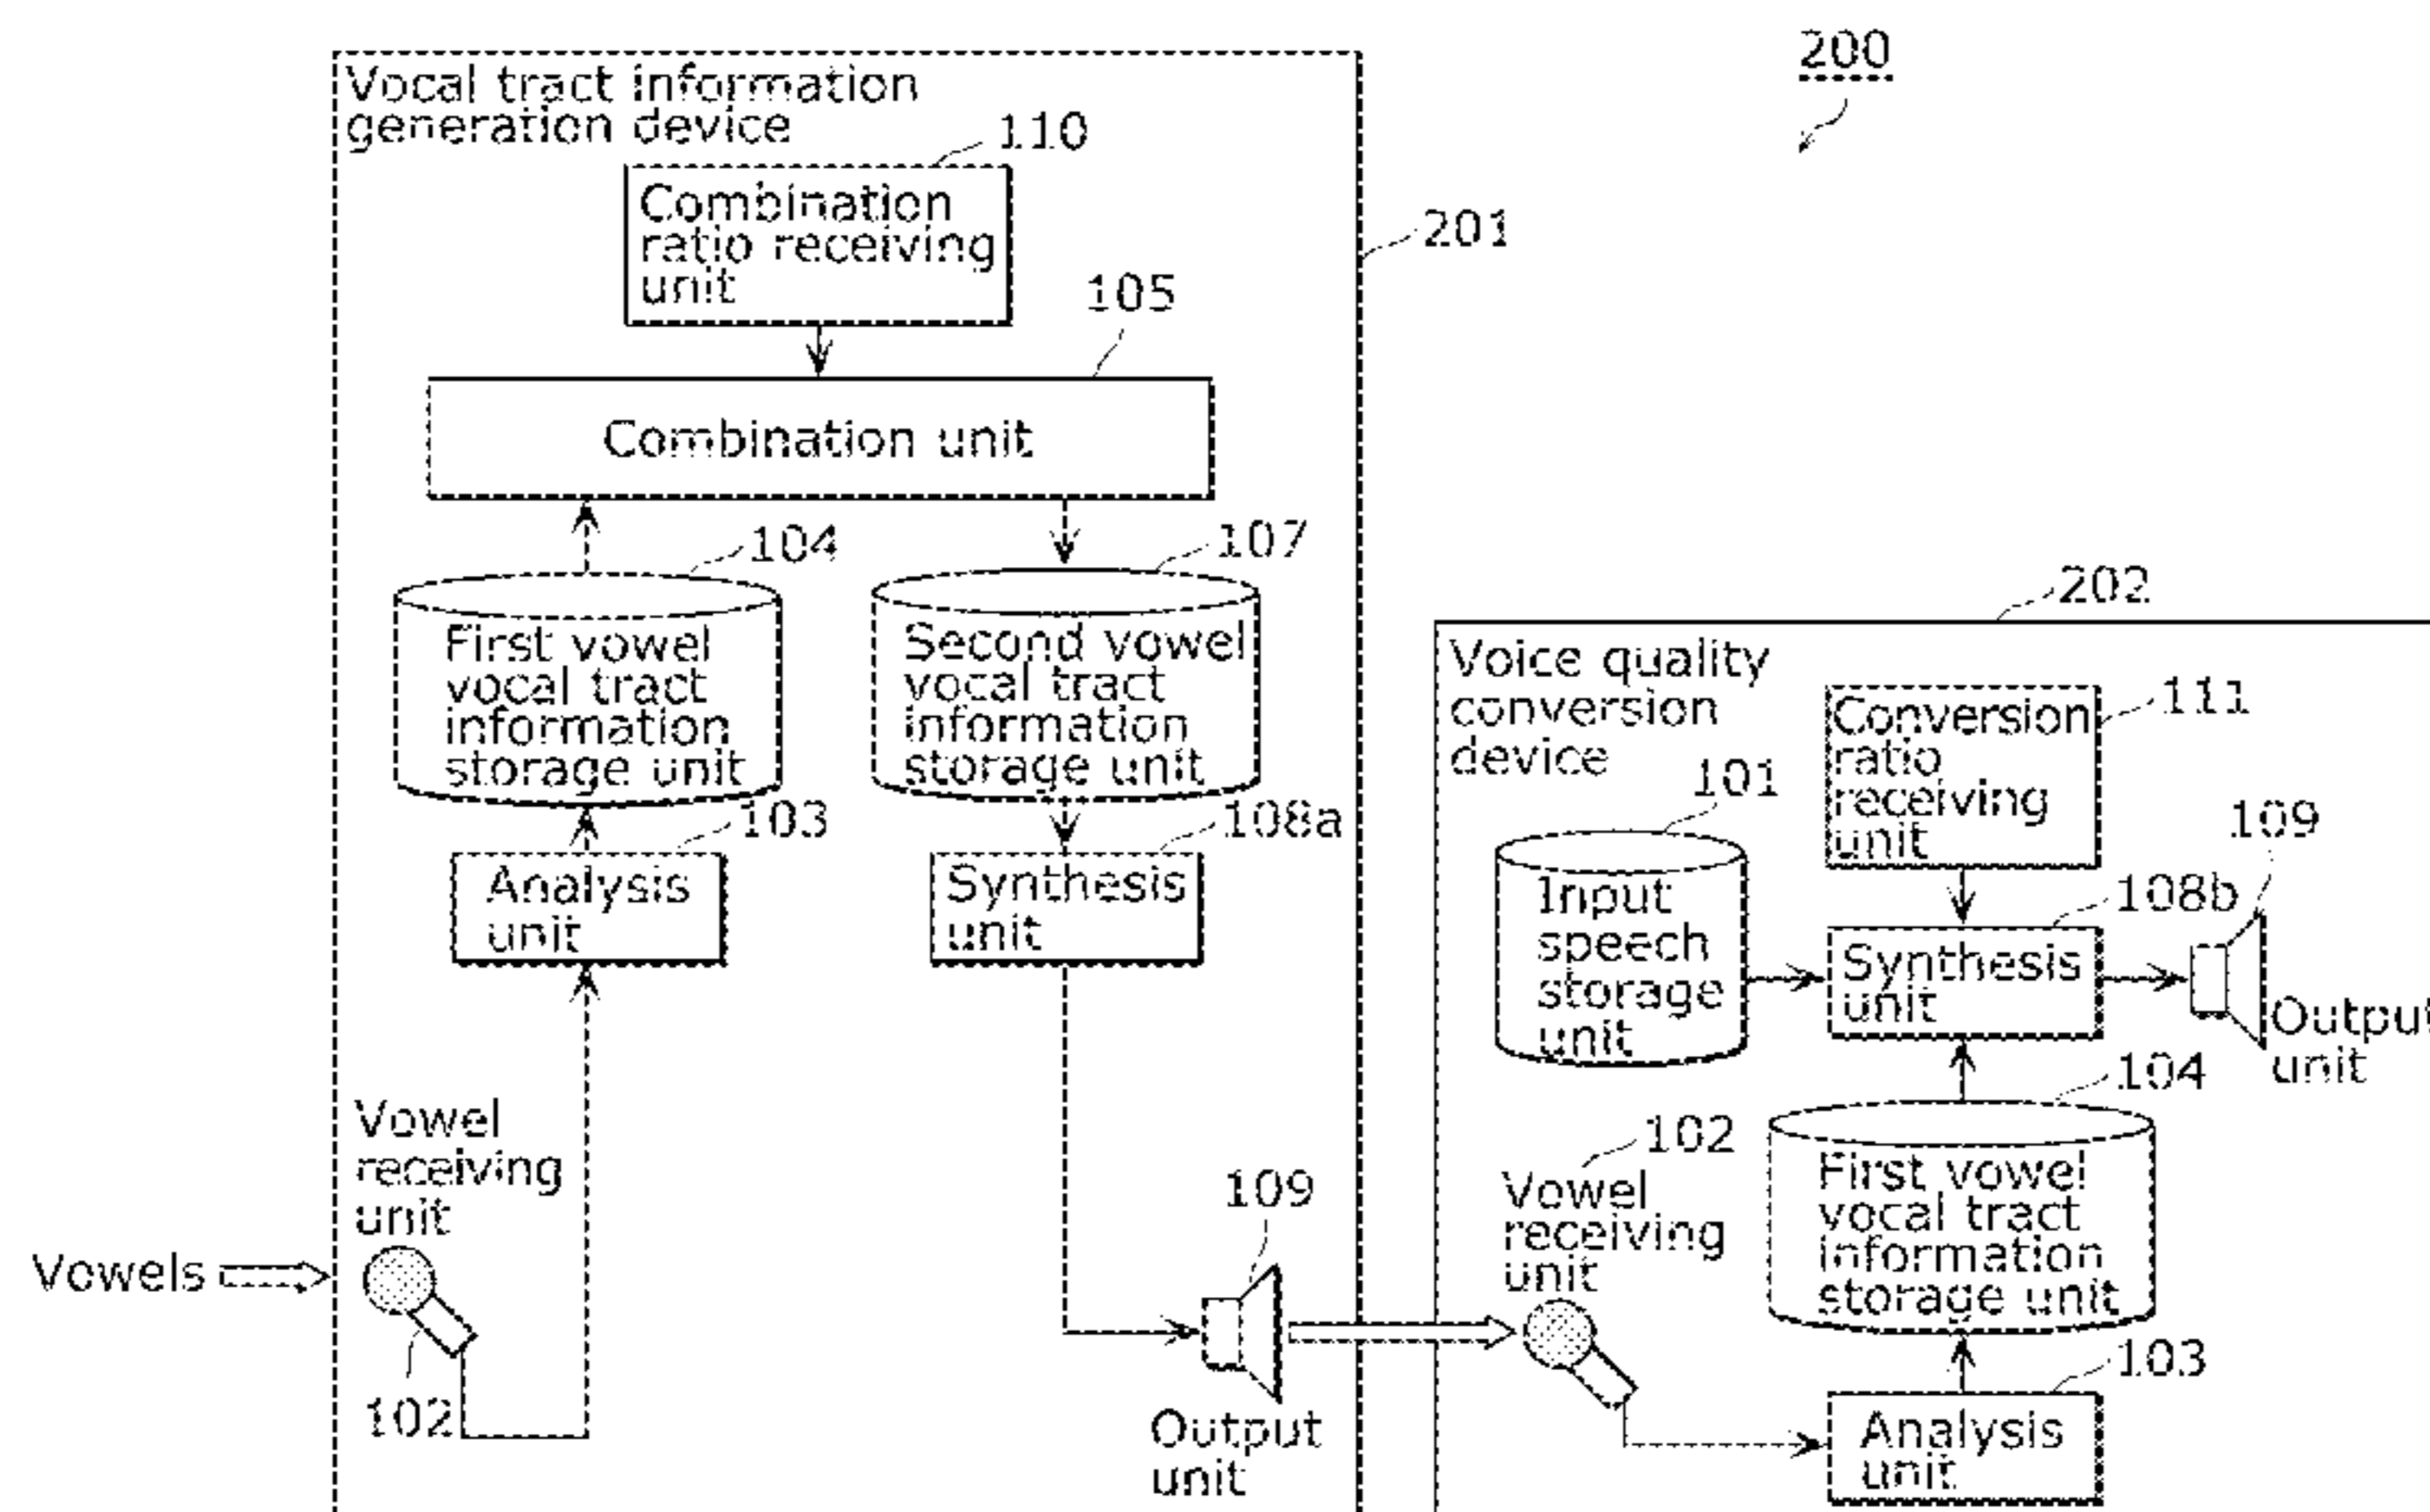 200
Vocal tract information
generation device
110
Combination
ratio receiving
unit
201
105
Combination unit
104
107
First vowel
vocal tract
information
storage unit
Second vowel
vocal tract
information
storage unit
103
108a
Analysis
unit
Synthesis
unit
Vowel
receiving
unit
Vowels
102
109
Output
unit
202
Voice quality
conversion
device
111
Conversion
ratio
receiving
unit
101
Input
speech
storage
unit
109
108b
Synthesis
unit
Output
unit
104
102
Vowel
receiving
unit
First vowel
vocal tract
information
storage unit
103
Analysis
unit